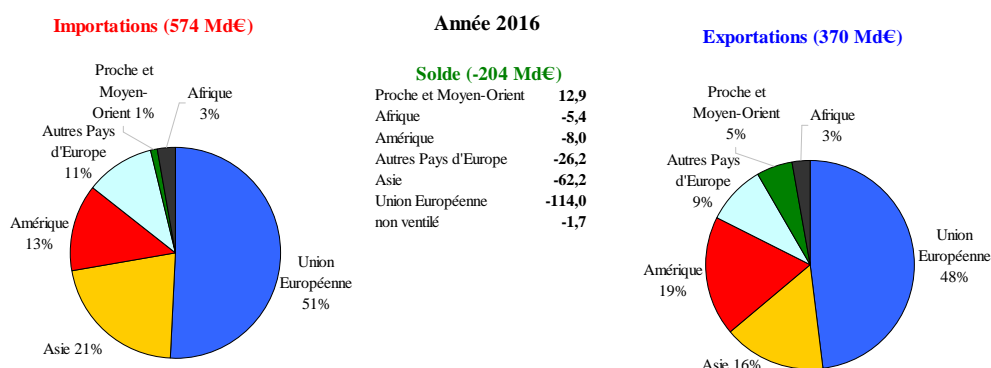 Importations (574 Md€)
Proche et
Moyen-
Orient 1%
Afrique
3%
Autres Pays
d'Europe
11%
Amérique
13%
Asie 21%
Union
Européenne
51%
Année 2016
Solde (-204 Md€)
Proche et Moyen-Orient 12,9
Afrique -5,4
Amérique -8,0
Autres Pays d'Europe -26,2
Asie -62,2
Union Européenne -114,0
non ventilé -1,7
Exportations (370 Md€)
Proche et
Moyen-Orient
5%
Afrique
3%
Autres Pays
d'Europe
9%
Amérique
19%
Asie 16%
Union
Européenne
48%